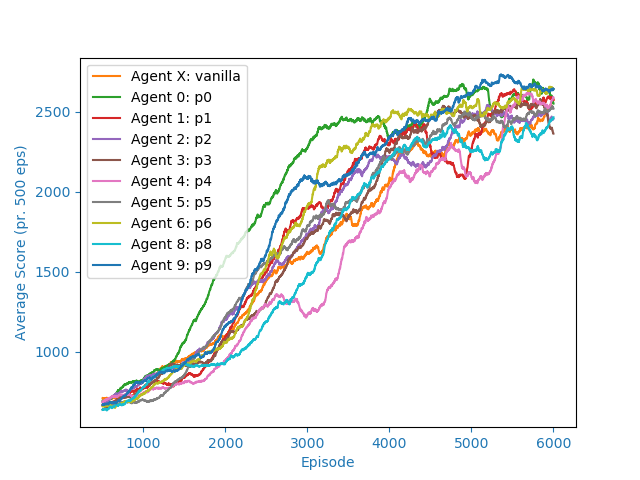 Agent X: vanilla
Agent 0: p0
Agent 1: p1
Agent 2: p2
Agent 3: p3
Agent 4: p4
Agent 5: p5
Agent 6: p6
Agent 8: p8
Agent 9: p9
2500
2000
1500
1000
Average Score (pr. 500 eps)
1000 2000 3000 4000 5000 6000
Episode